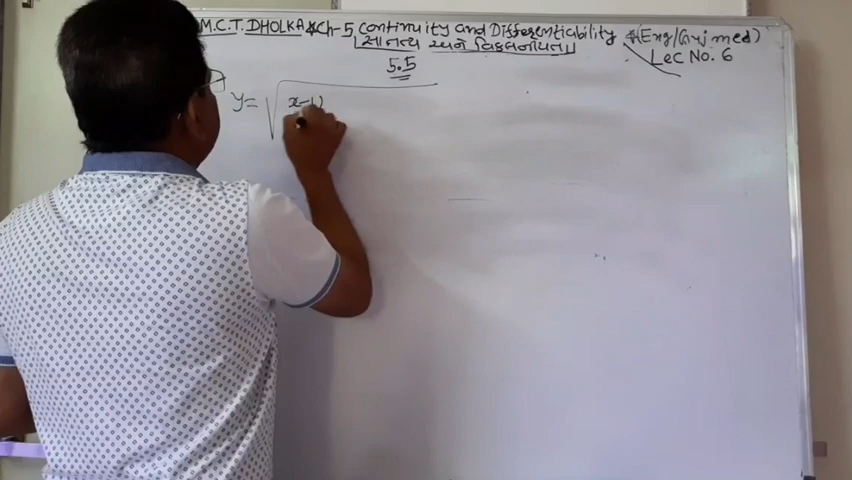 M.C.T. DHOLKA Ch-5 Continuity and Differentiability (Eng/Guj med)
સાતત્ય અને વિકલનીયતા Lec No. 6
5.5
y= √ x-1)